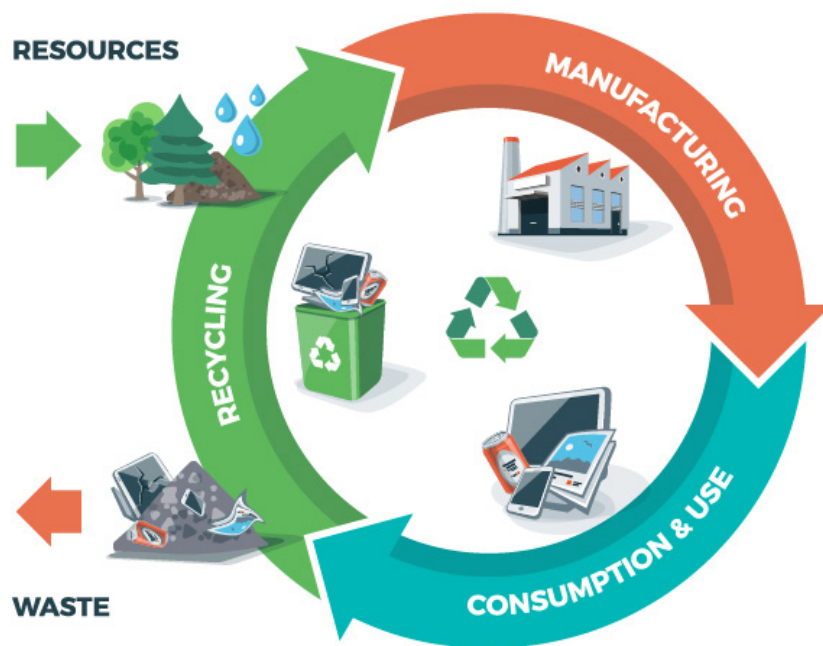 RESOURCES
MANUFACTURING
RECYCLING
CONSUMPTION & USE
WASTE